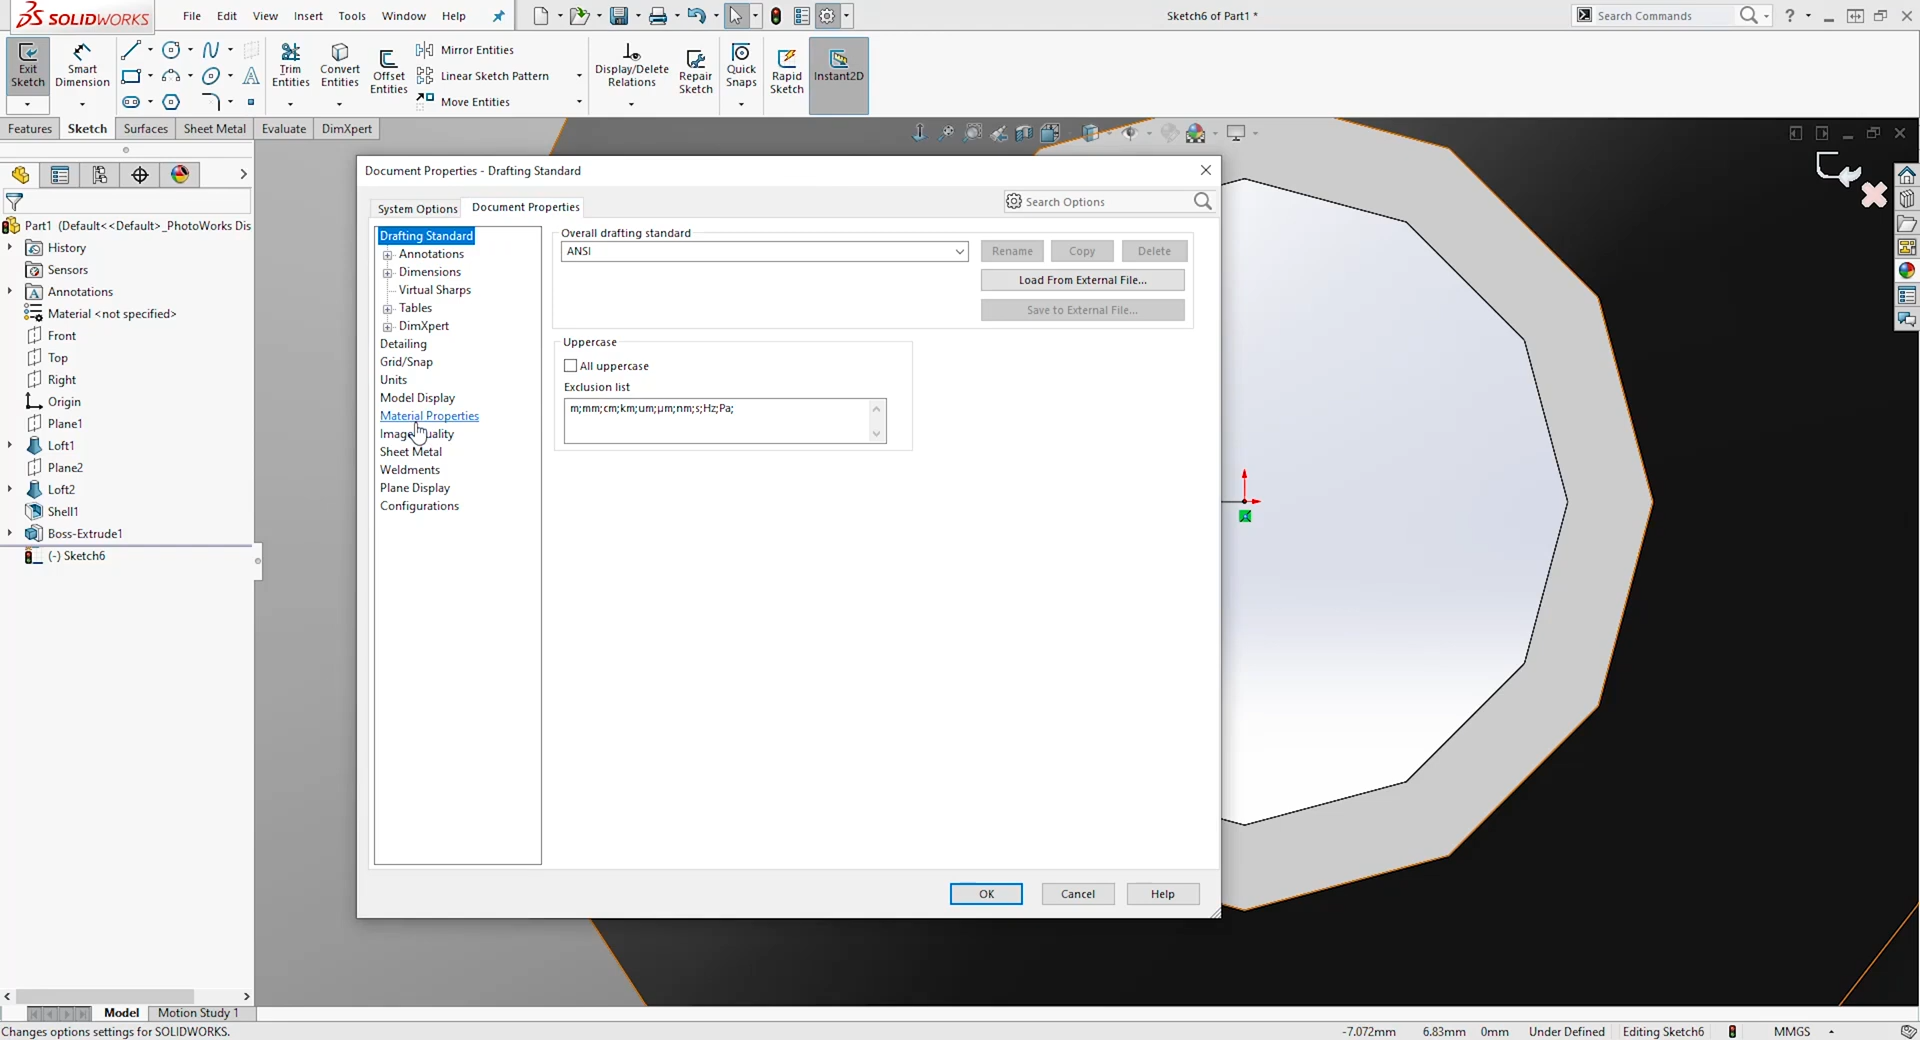 SOLIDWORKS
File Edit View Insert Tools Window Help
Sketch6 of Part1 *
Search Commands
?
Exit Sketch
Smart Dimension
Trim Entities
Convert Entities
Offset Entities
Mirror Entities
Linear Sketch Pattern
Move Entities
Display/Delete Relations
Repair Sketch
Quick Snaps
Rapid Sketch
Instant2D
Features Sketch Surfaces Sheet Metal Evaluate DimXpert
Part1 (Default<<Default>_PhotoWorks Dis
History
Sensors
Annotations
Material <not specified>
Front
Top
Right
Origin
Plane1
Loft1
Plane2
Loft2
Shell1
Boss-Extrude1
(-) Sketch6
Document Properties - Drafting Standard
System Options Document Properties
Search Options
Drafting Standard
Annotations
Dimensions
Virtual Sharps
Tables
DimXpert
Detailing
Grid/Snap
Units
Model Display
Material Properties
Image Quality
Sheet Metal
Weldments
Plane Display
Configurations
Overall drafting standard
ANSI
Rename Copy Delete
Load From External File...
Save to External File...
Uppercase
All uppercase
Exclusion list
m;mm;cm;km;um;µm;nm;s;Hz;Pa;
OK Cancel Help
Model Motion Study 1
Changes options settings for SOLIDWORKS.
-7.072mm 6.83mm 0mm Under Defined Editing Sketch6 MMGS